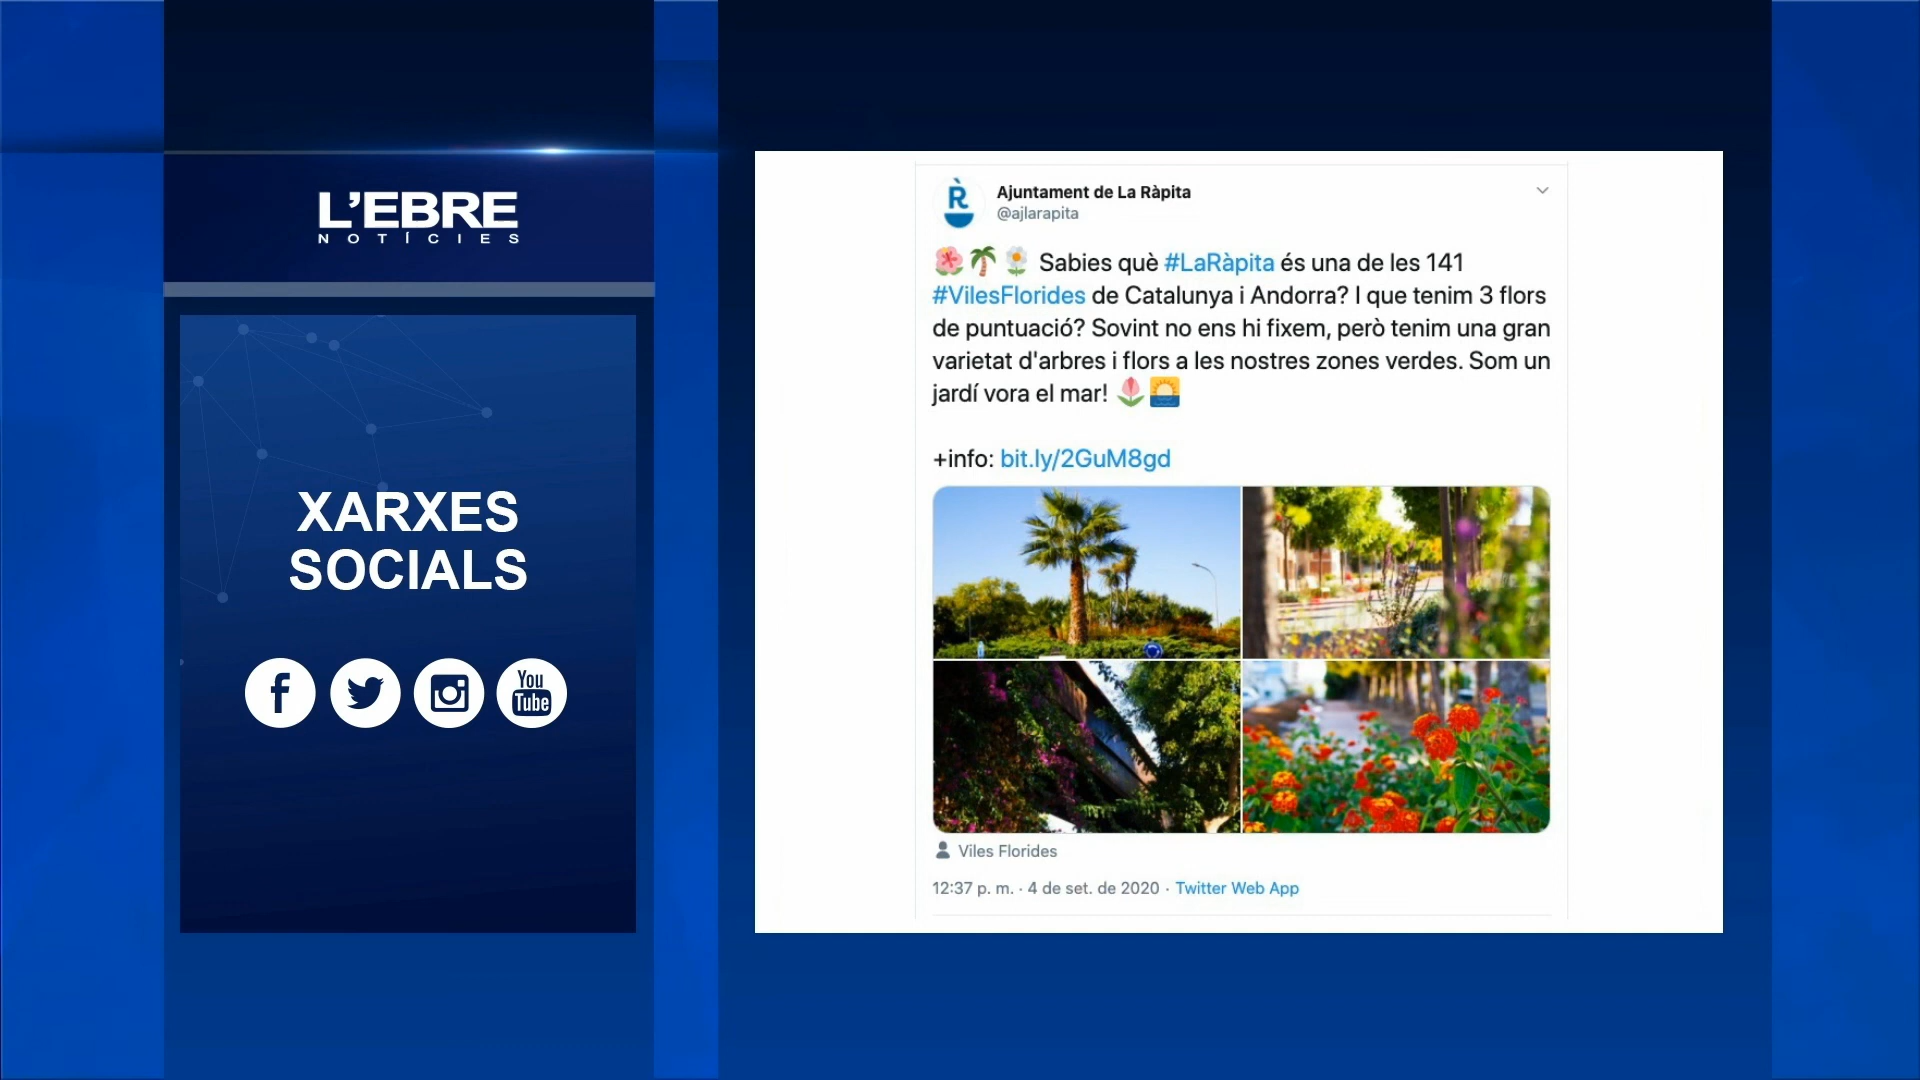 L'EBRE
NOTÍCIES
XARXES
SOCIALS
You
Tube
Ajuntament de La Ràpita
@ajlarapita
Sabies què #LaRàpita és una de les 141
#VilesFlorides de Catalunya i Andorra? I que tenim 3 flors
de puntuació? Sovint no ens hi fixem, però tenim una gran
varietat d'arbres i flors a les nostres zones verdes. Som un
jardí vora el mar!
+info: bit.ly/2GuM8gd
Viles Florides
12:37 p. m. · 4 de set. de 2020 · Twitter Web App